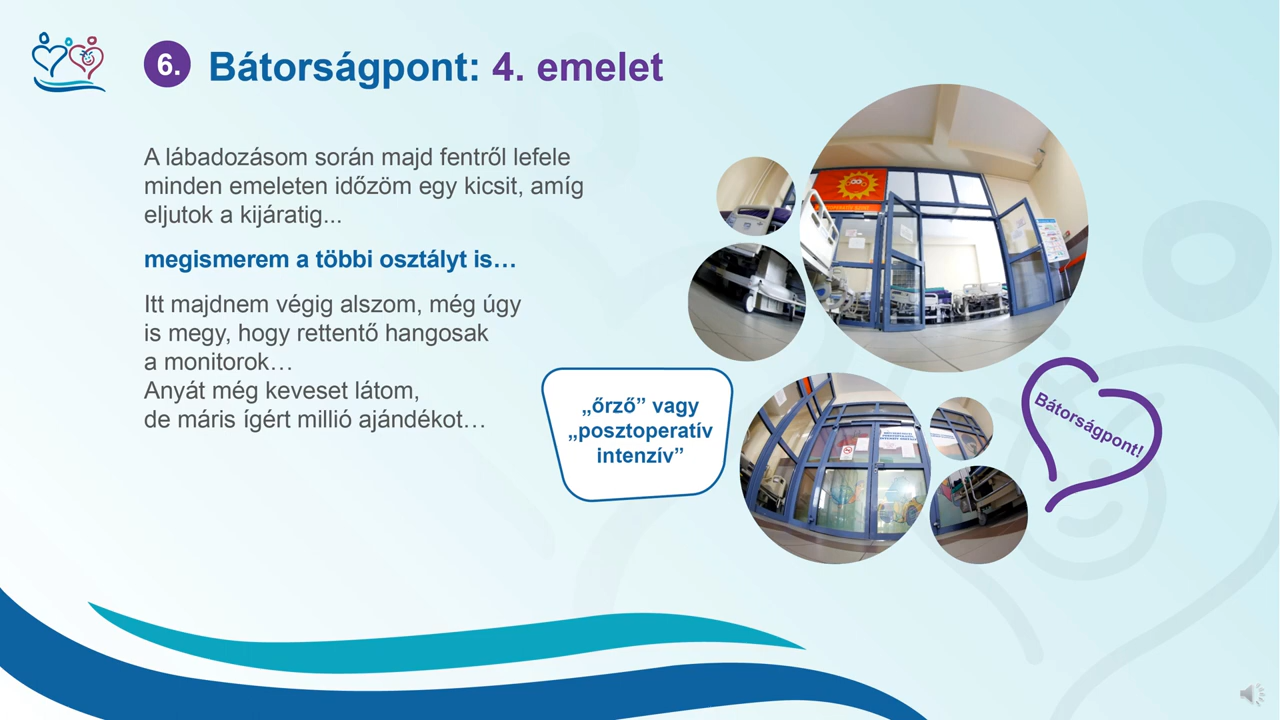 6. Bátorságpont: 4. emelet
A lábadozásom során majd fentről lefele
minden emeleten időzöm egy kicsit, amíg
eljutok a kijáratig...
megismerem a többi osztályt is…
Itt majdnem végig alszom, még úgy
is megy, hogy rettentő hangosak
a monitorok…
Anyát még keveset látom,
de máris ígért millió ajándékot…
„őrző” vagy
„posztoperatív
intenzív”
Bátorságpont!